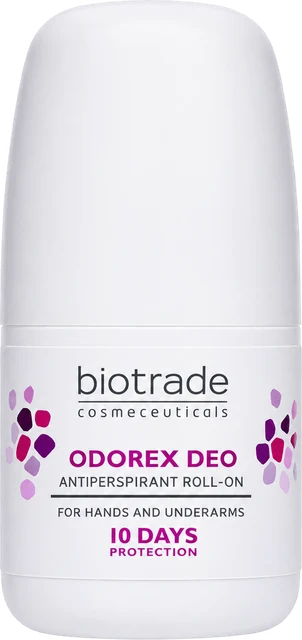 biotrade
cosmeceuticals
ODOREX DEO
ANTIPERSPIRANT ROLL-ON
FOR HANDS AND UNDERARMS
10 DAYS
PROTECTION